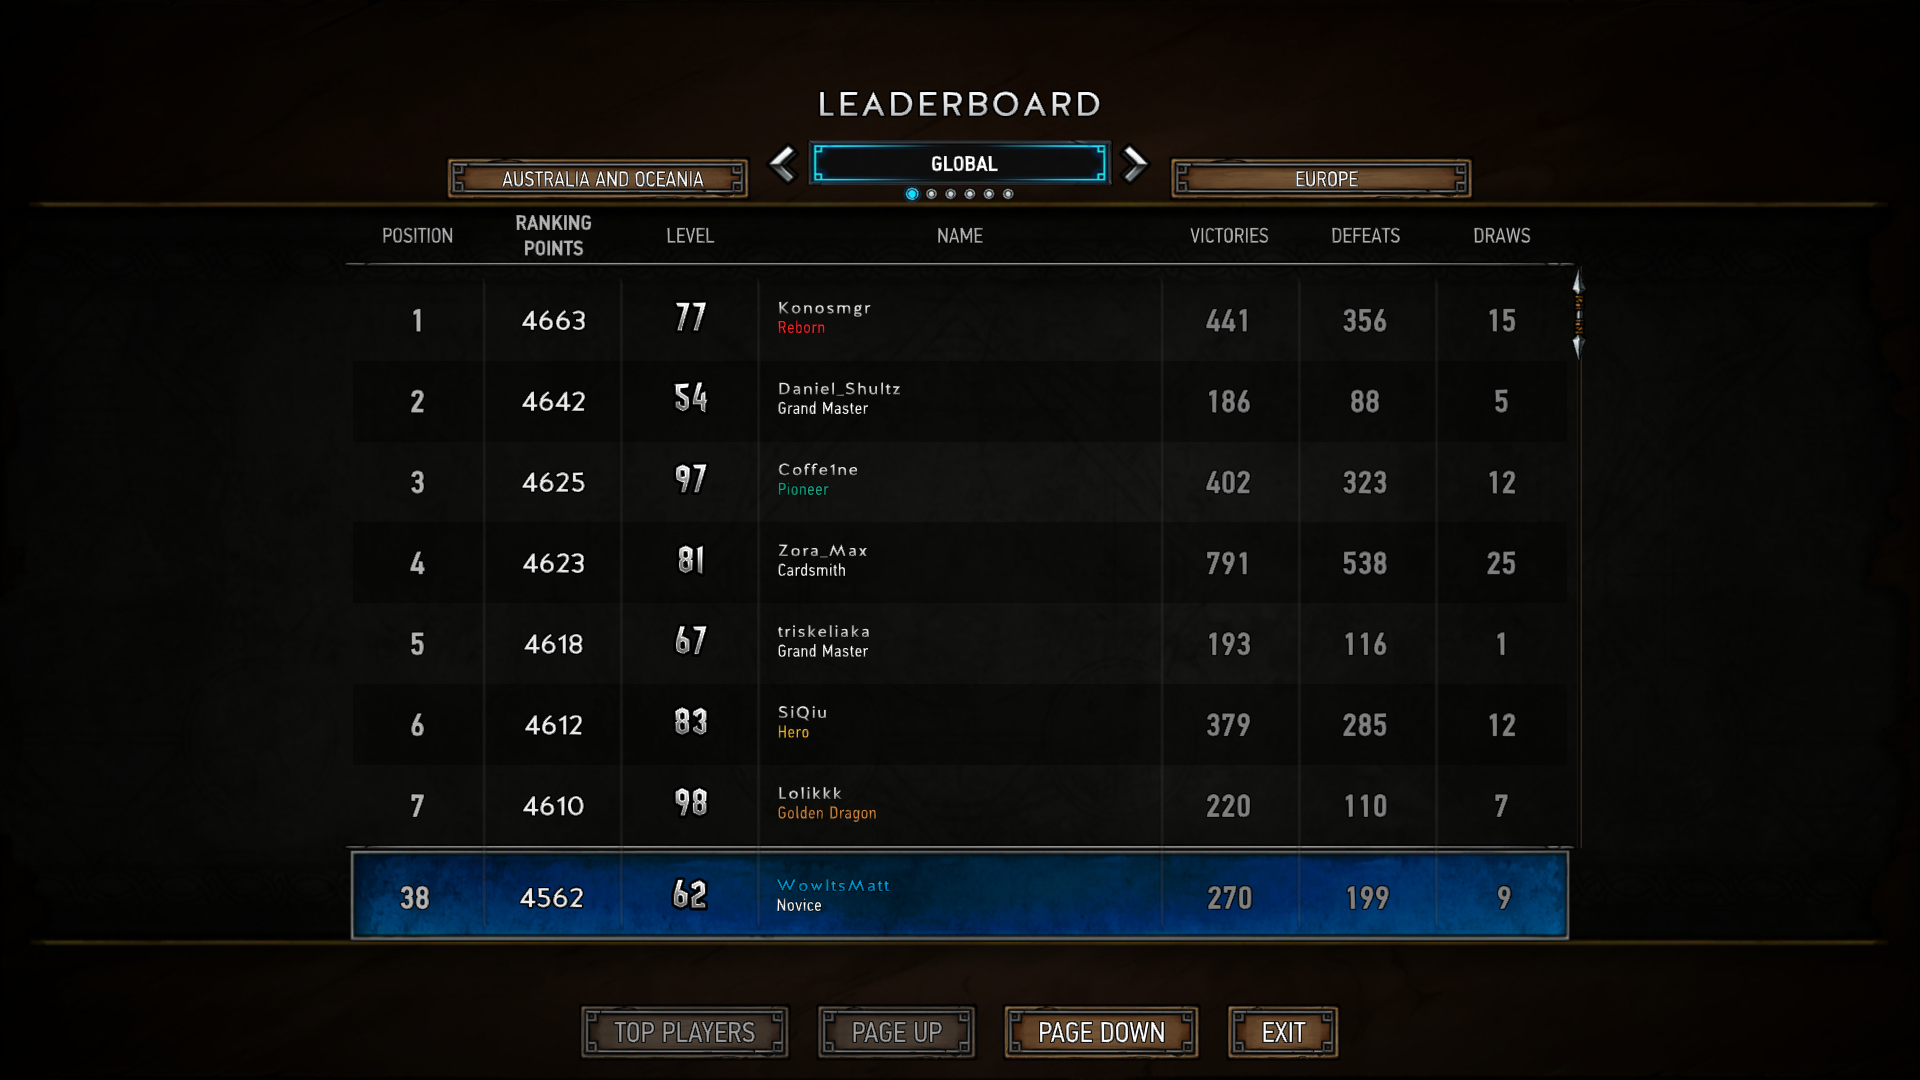 LEADERBOARD
AUSTRALIA AND OCEANIA
GLOBAL
EUROPE
POSITION RANKING POINTS LEVEL NAME VICTORIES DEFEATS DRAWS
1 4663 77 Konosmgr 441 356 15
Reborn
2 4642 54 Daniel_Shultz 186 88 5
Grand Master
3 4625 97 Coffe1ne 402 323 12
Pioneer
4 4623 81 Zora_Max 791 538 25
Cardsmith
5 4618 67 triskeliaka 193 116 1
Grand Master
6 4612 83 SiQiu 379 285 12
Hero
7 4610 98 Lolikkk 220 110 7
Golden Dragon
38 4562 62 WowItsMatt 270 199 9
Novice
TOP PLAYERS PAGE UP PAGE DOWN EXIT